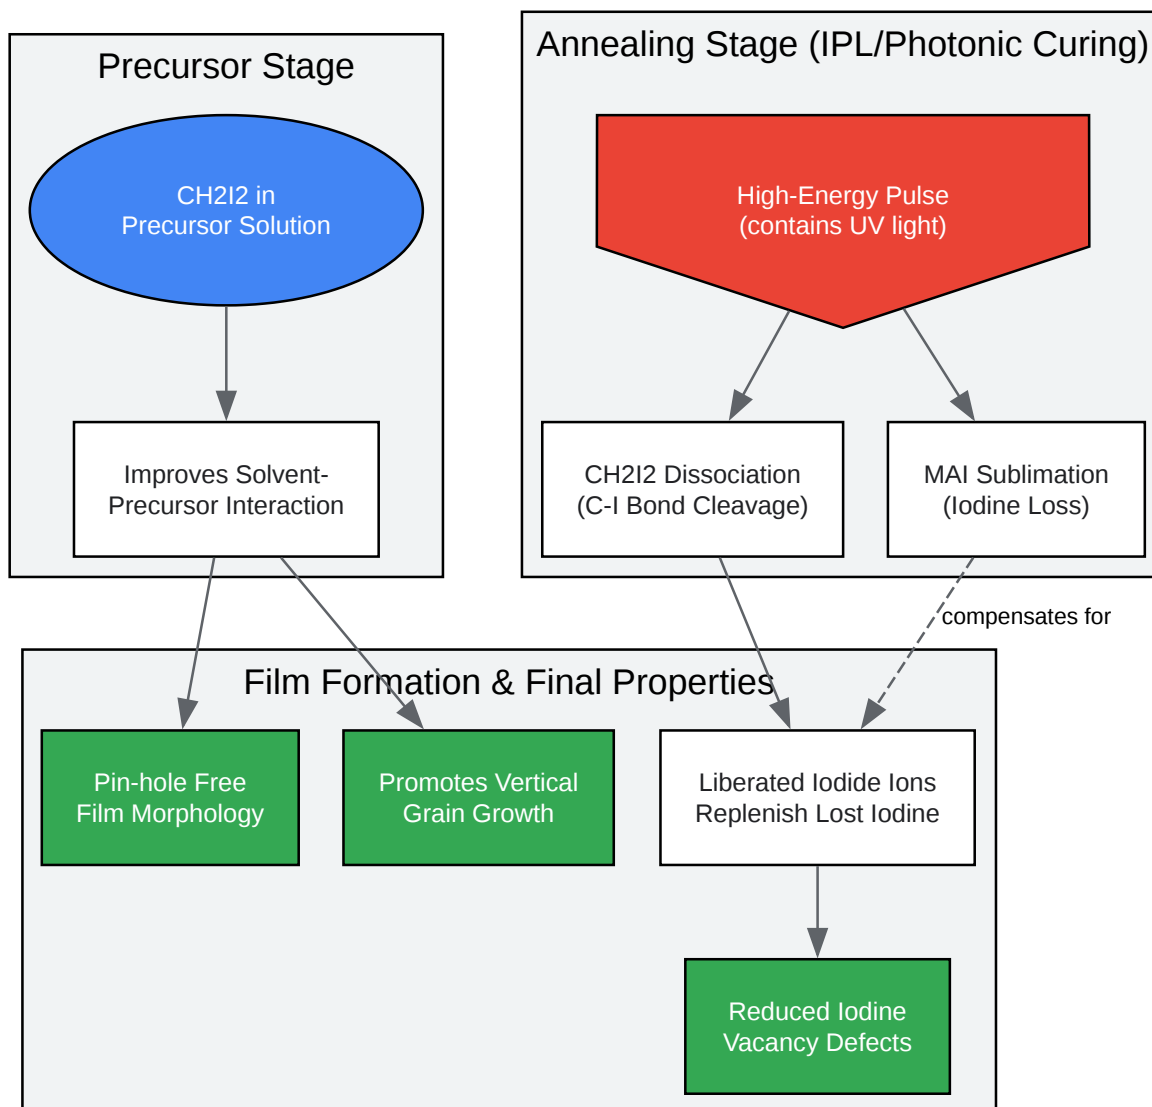 Precursor Stage
CH2I2 in
Precursor Solution
Improves Solvent-
Precursor Interaction
Annealing Stage (IPL/Photonic Curing)
High-Energy Pulse
(contains UV light)
CH2I2 Dissociation
(C-I Bond Cleavage)
MAI Sublimation
(Iodine Loss)
compensates for
Film Formation & Final Properties
Pin-hole Free
Film Morphology
Promotes Vertical
Grain Growth
Liberated Iodide Ions
Replenish Lost Iodine
Reduced Iodine
Vacancy Defects